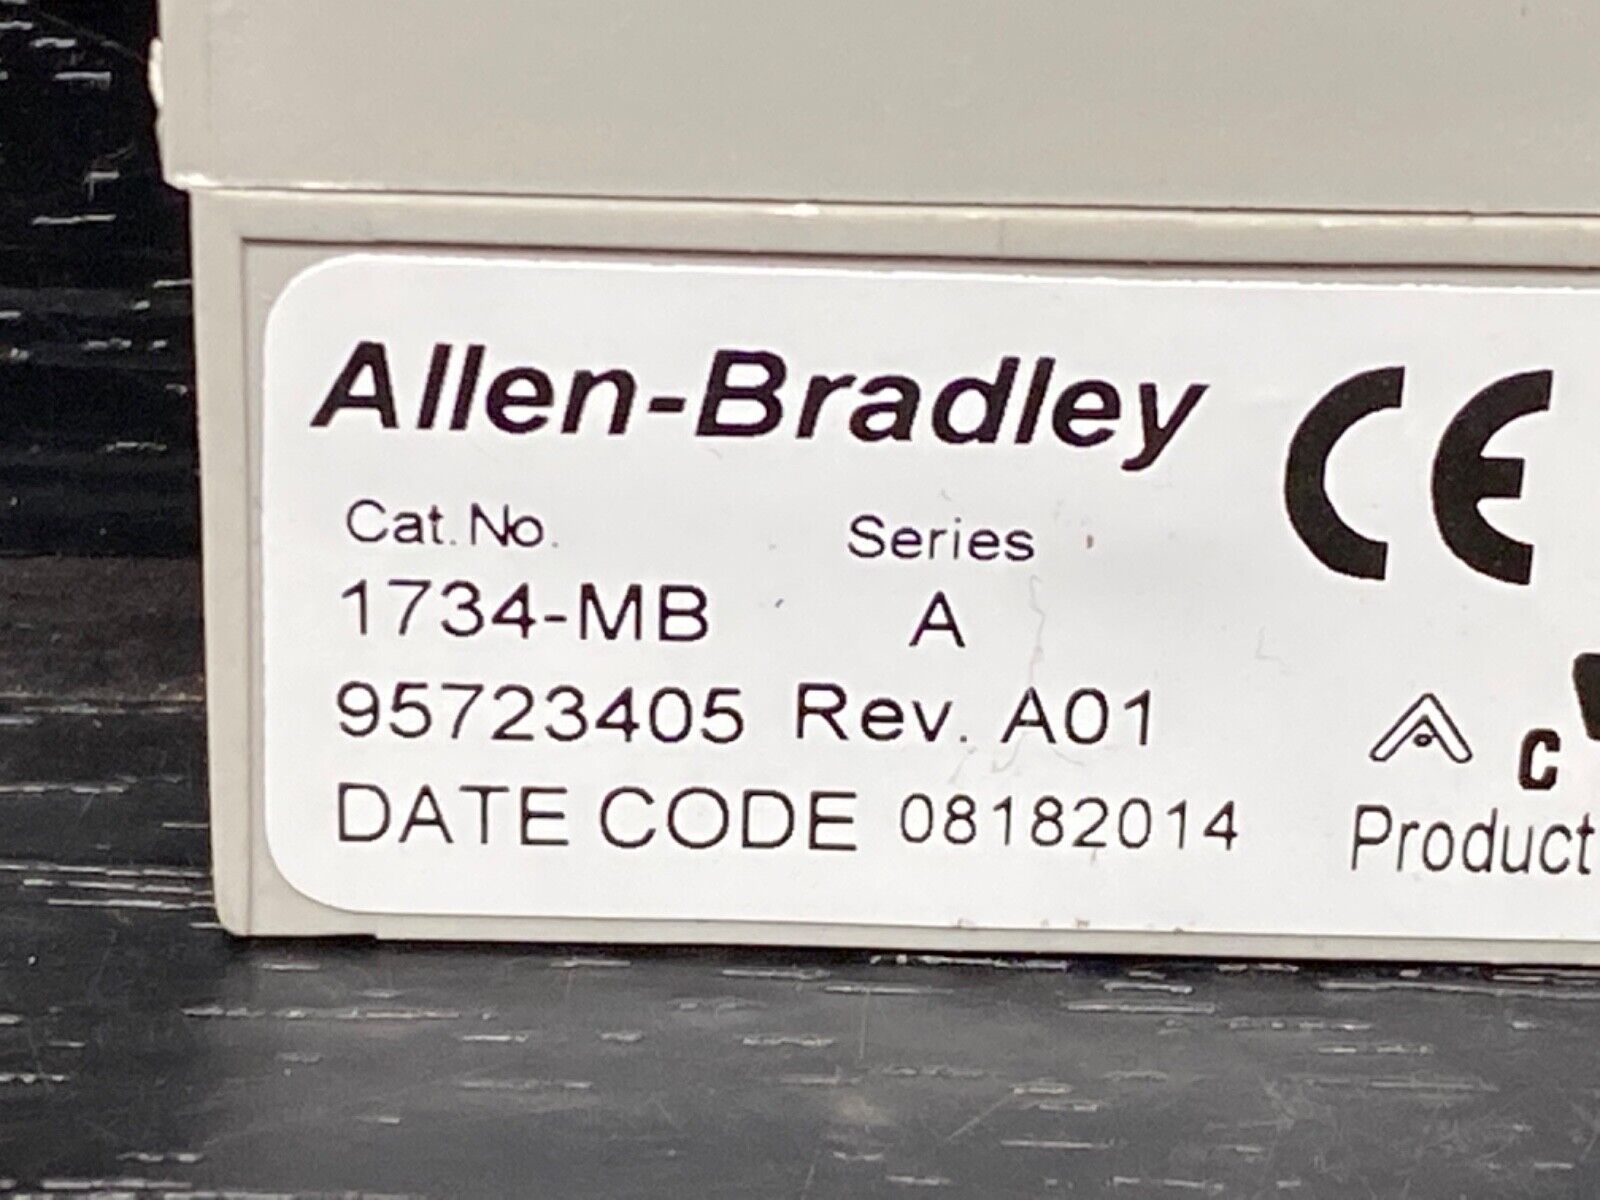 Allen-Bradley CE
Cat. No. Series
1734-MB A
95723405 Rev. A01
C
DATE CODE 08182014
Product